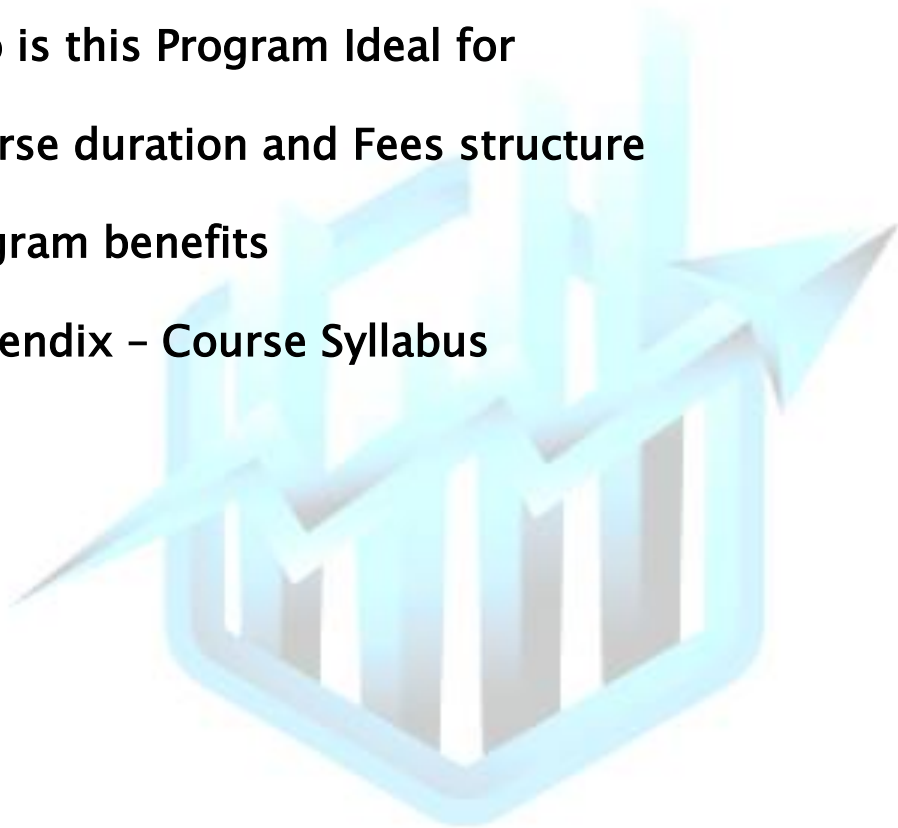 is this Program Ideal for
rse duration and Fees structure
gram benefits
endix – Course Syllabus